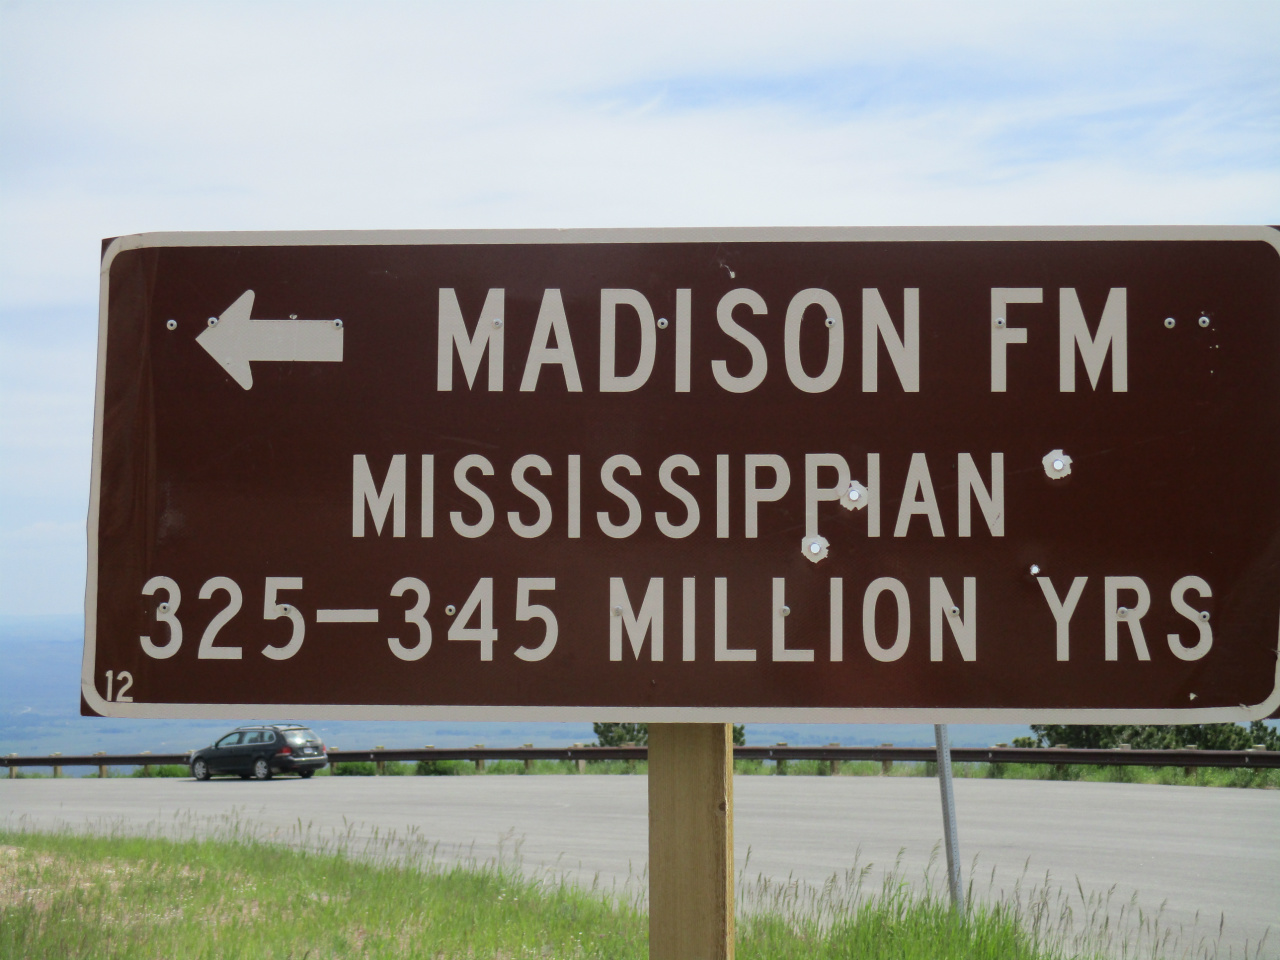 MADISON FM
MISSISSIPPIAN
325-345 MILLION YRS
12